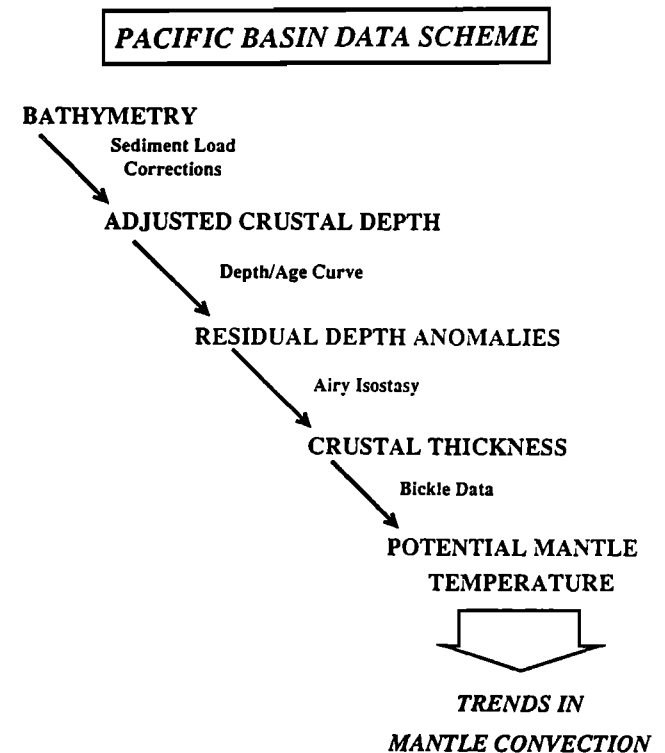 PACIFIC BASIN DATA SCHEME
BATHYMETRY
Sediment Load
Corrections
ADJUSTED CRUSTAL DEPTH
Depth/Age Curve
RESIDUAL DEPTH ANOMALIES
Airy Isostasy
CRUSTAL THICKNESS
Bickle Data
POTENTIAL MANTLE
TEMPERATURE
TRENDS IN
MANTLE CONVECTION